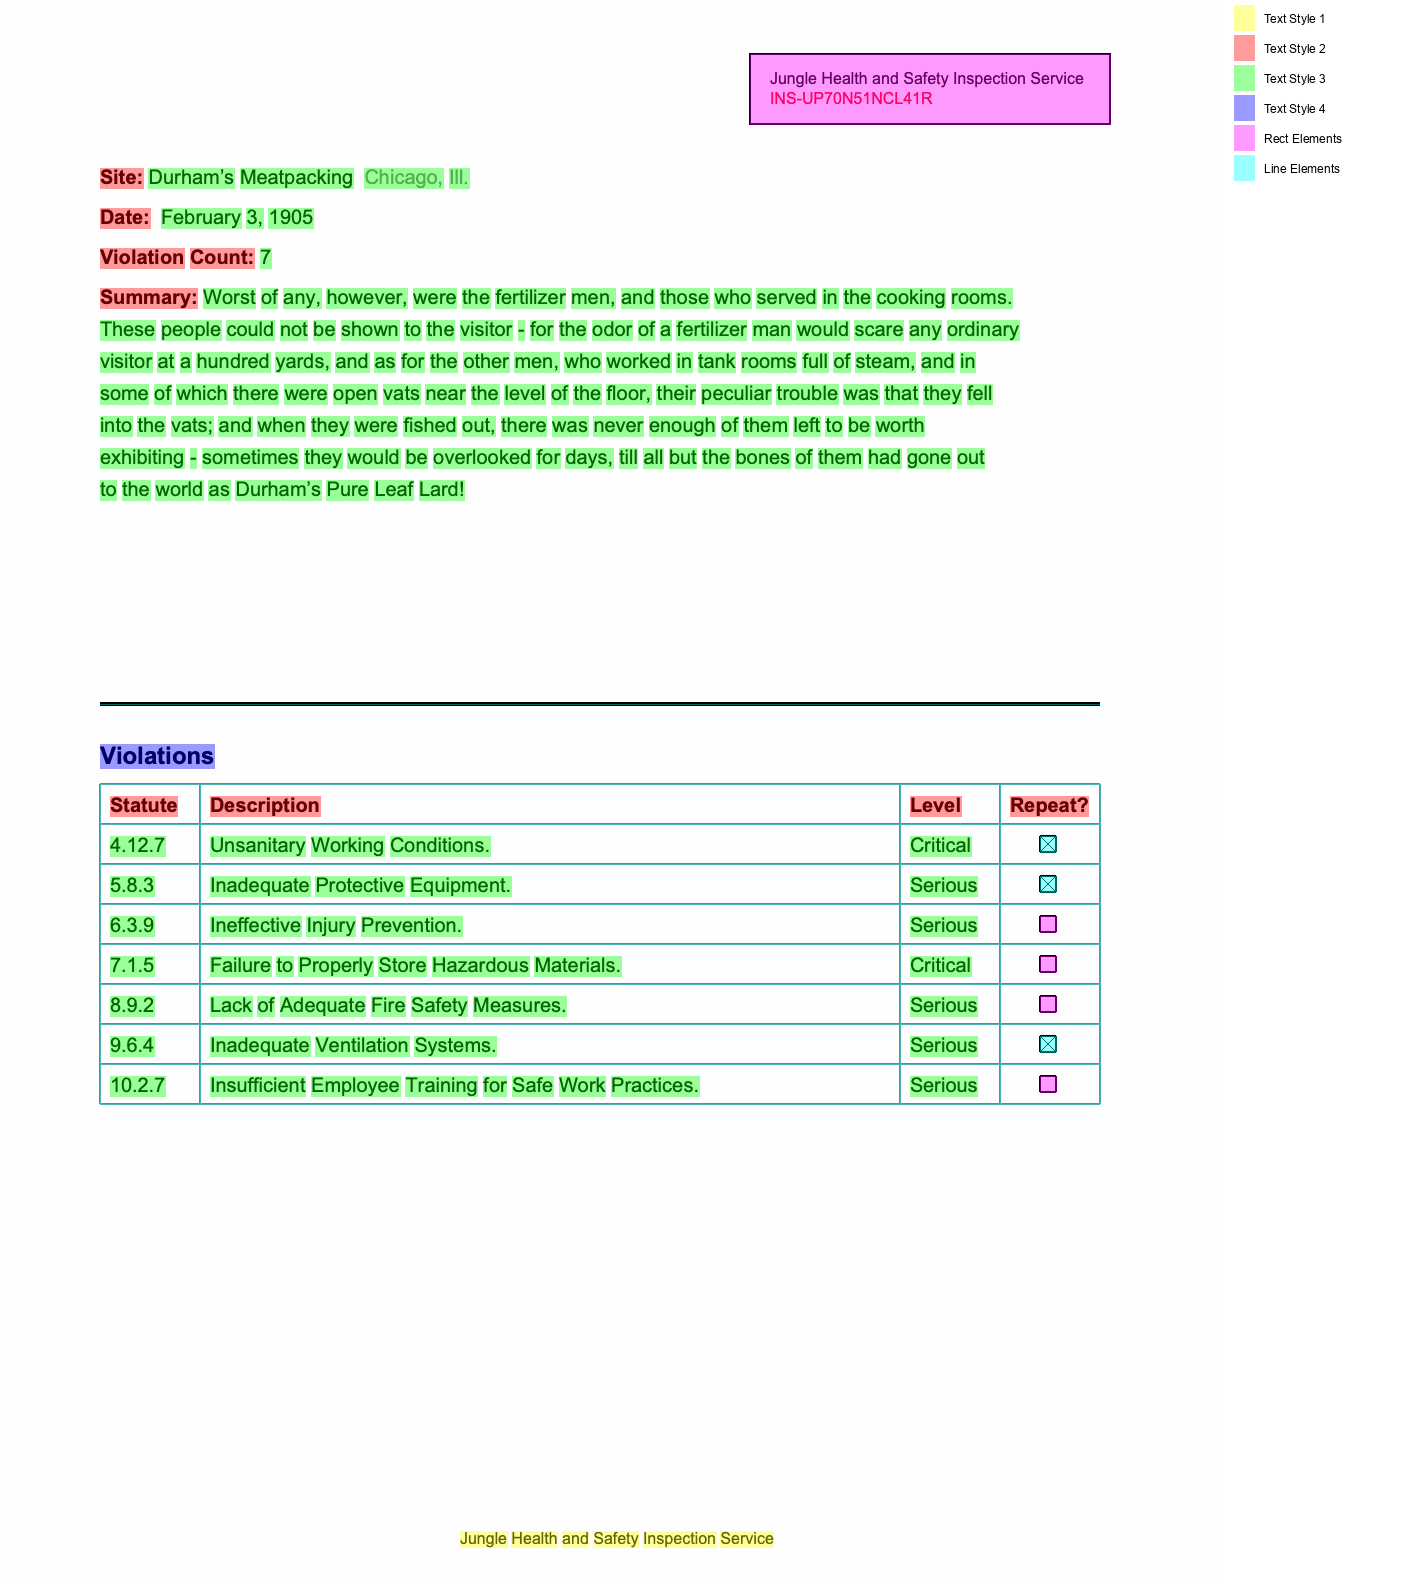 Text Style 1
Text Style 2
Text Style 3
Text Style 4
Rect Elements
Line Elements
Jungle Health and Safety Inspection Service
INS-UP70N51NCL41R
Site: Durham’s Meatpacking Chicago, Ill.
Date: February 3, 1905
Violation Count: 7
Summary: Worst of any, however, were the fertilizer men, and those who served in the cooking rooms.
These people could not be shown to the visitor - for the odor of a fertilizer man would scare any ordinary
visitor at a hundred yards, and as for the other men, who worked in tank rooms full of steam, and in
some of which there were open vats near the level of the floor, their peculiar trouble was that they fell
into the vats; and when they were fished out, there was never enough of them left to be worth
exhibiting - sometimes they would be overlooked for days, till all but the bones of them had gone out
to the world as Durham’s Pure Leaf Lard!
Violations
Statute Description Level Repeat?
4.12.7 Unsanitary Working Conditions. Critical
5.8.3 Inadequate Protective Equipment. Serious
6.3.9 Ineffective Injury Prevention. Serious
7.1.5 Failure to Properly Store Hazardous Materials. Critical
8.9.2 Lack of Adequate Fire Safety Measures. Serious
9.6.4 Inadequate Ventilation Systems. Serious
10.2.7 Insufficient Employee Training for Safe Work Practices. Serious
Jungle Health and Safety Inspection Service